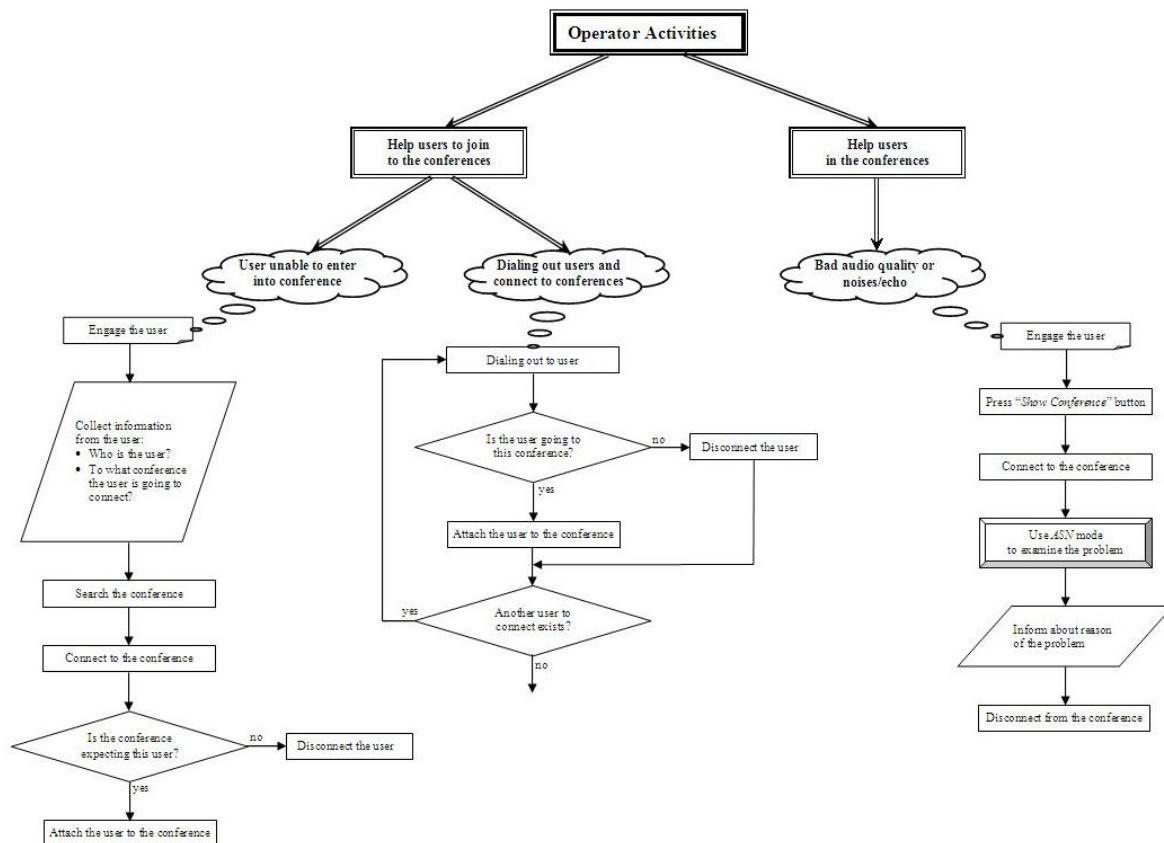 Operator Activities
Help users to join
to the conferences
Help users
in the conferences
User unable to enter
into conference
Dialing out users and
connect to conferences
Bad audio quality or
noises/echo
Engage the user
Collect information
from the user:
• Who is the user?
• To what conference
the user is going to
connect?
Search the conference
Connect to the conference
Is the conference
expecting this user?
no
Disconnect the user
yes
Attach the user to the conference
Dialing out to user
Is the user going to
this conference?
no
Disconnect the user
yes
Attach the user to the conference
Another user to
connect exists?
yes
no
Engage the user
Press “Show Conference” button
Connect to the conference
Use ASN mode
to examine the problem
Inform about reason
of the problem
Disconnect from the conference